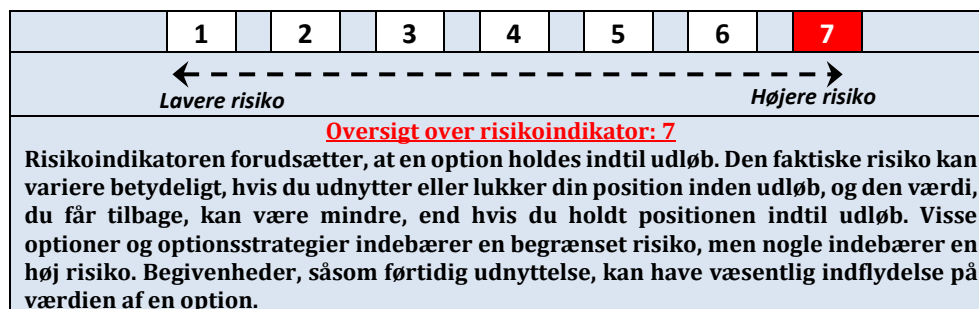 1 2 3 4 5 6 7
Lavere risiko Højere risiko
Oversigt over risikoindikator: 7
Risikoindikatoren forudsætter, at en option holdes indtil udløb. Den faktiske risiko kan
variere betydeligt, hvis du udnytter eller lukker din position inden udløb, og den værdi,
du får tilbage, kan være mindre, end hvis du holdt positionen indtil udløb. Visse
optioner og optionsstrategier indebærer en begrænset risiko, men nogle indebærer en
høj risiko. Begivenheder, såsom førtidig udnyttelse, kan have væsentlig indflydelse på
værdien af en option.